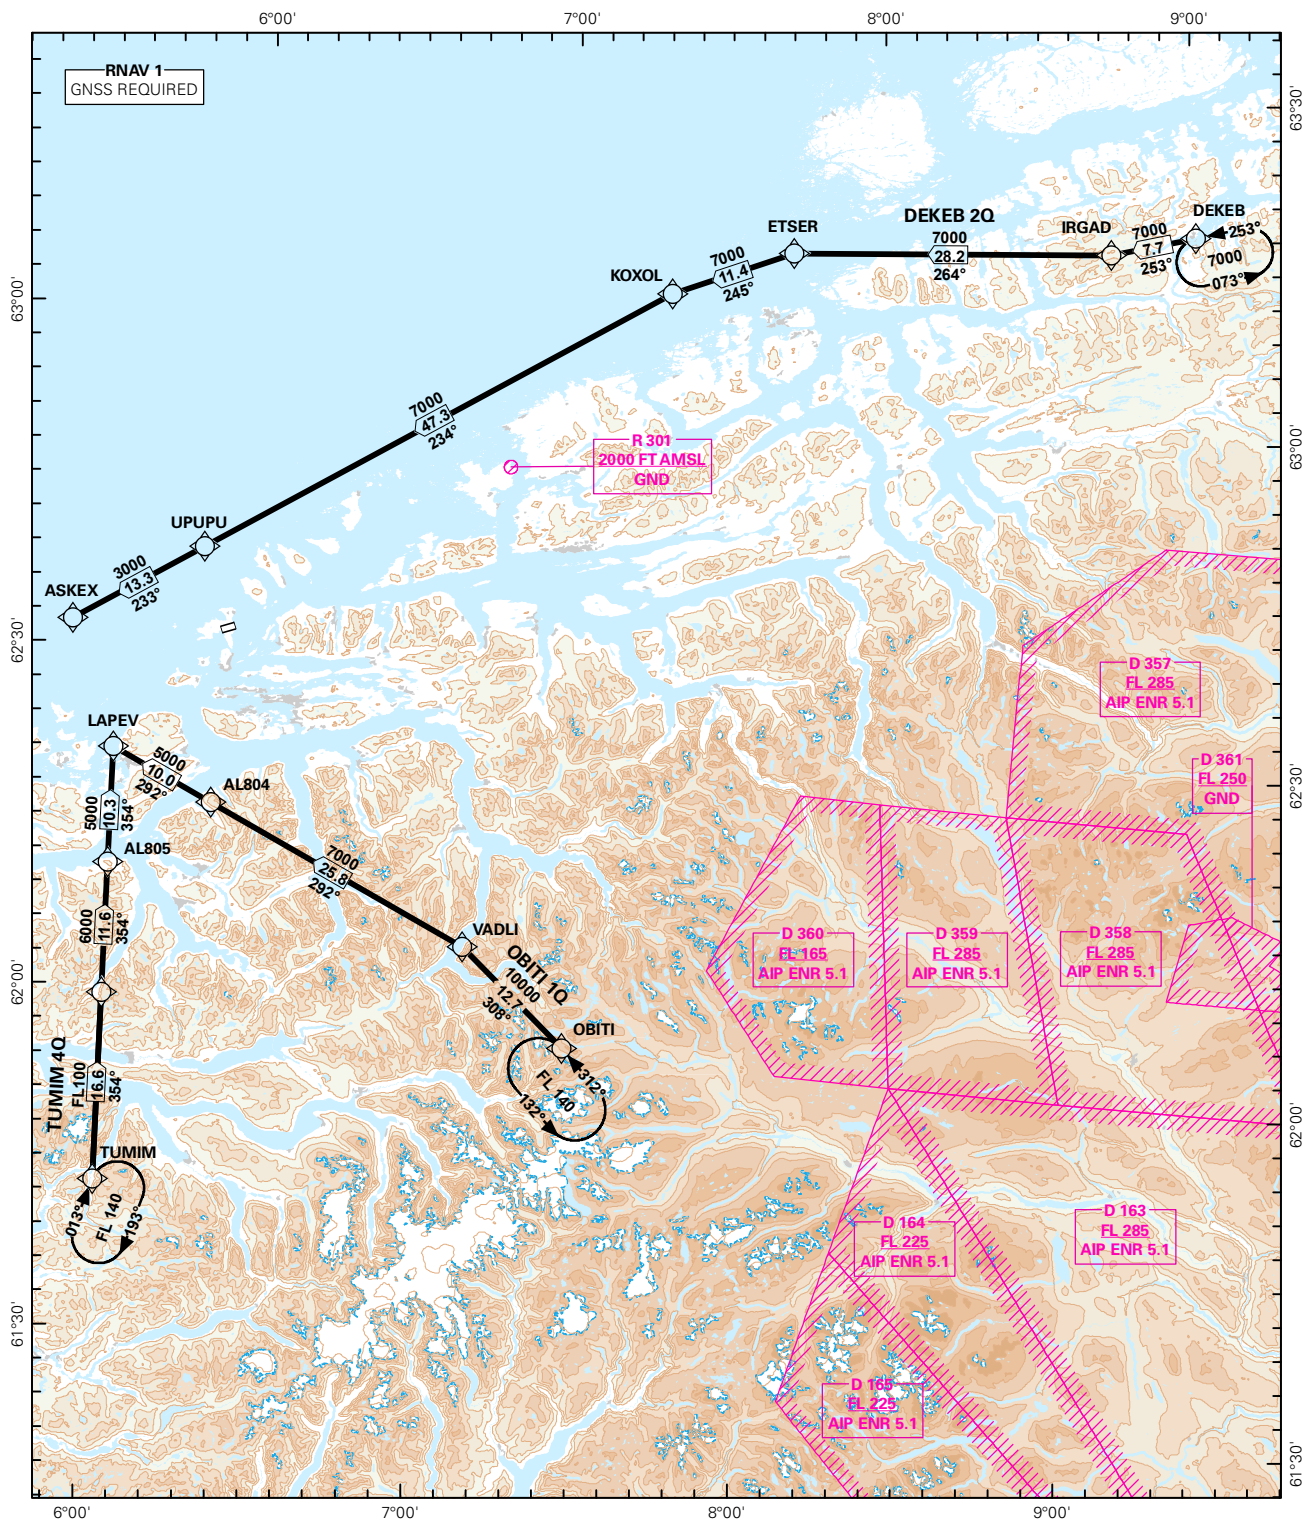 6°00'
7°00'
8°00'
9°00'
RNAV 1
GNSS REQUIRED
63°30'
DEKEB 2Q
DEKEB
ETSER
IRGAD
7000
28.2
264°
7000
7.7
253°
253°
7000
073°
KOXOL
7000
11.4
245°
63°00'
7000
47.3
234°
R 301
2000 FT AMSL
GND
63°00'
UPUPU
3000
13.3
233°
ASKEX
62°30'
D 357
FL 285
AIP ENR 5.1
LAPEV
5000
10.0
292°
AL804
D 361
FL 250
GND
62°30'
5000
10.3
354°
AL805
7000
25.8
292°
6000
11.6
354°
VADLI
OBITI 1Q
10000
12.7
308°
D 360
FL 165
AIP ENR 5.1
D 359
FL 285
AIP ENR 5.1
D 358
FL 285
AIP ENR 5.1
62°00'
OBITI
312°
FL 140
132°
TUMIM 4Q
FL100
16.6
354°
62°00'
TUMIM
013°
FL 140
193°
D 164
FL 225
AIP ENR 5.1
D 163
FL 285
AIP ENR 5.1
61°30'
D 165
FL 225
AIP ENR 5.1
61°30'
6°00'
7°00'
8°00'
9°00'